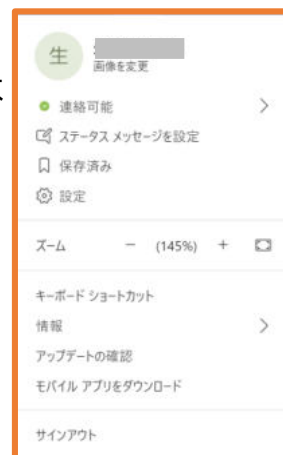 生
画像を変更
連絡可能
ステータス メッセージを設定
保存済み
設定
ズーム － (145%) ＋
キーボード ショートカット
情報
アップデートの確認
モバイル アプリをダウンロード
サインアウト